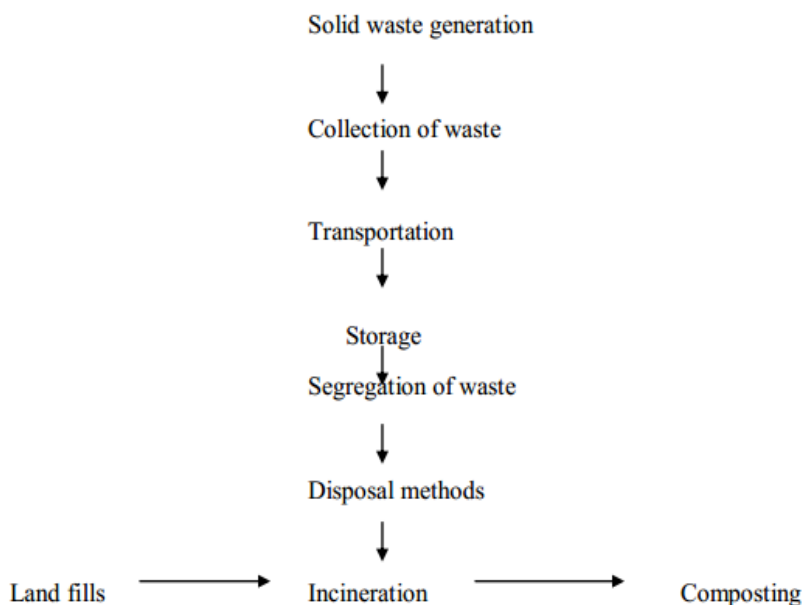 Solid waste generation
Collection of waste
Transportation
Storage
Segregation of waste
Disposal methods
Land fills Incineration Composting